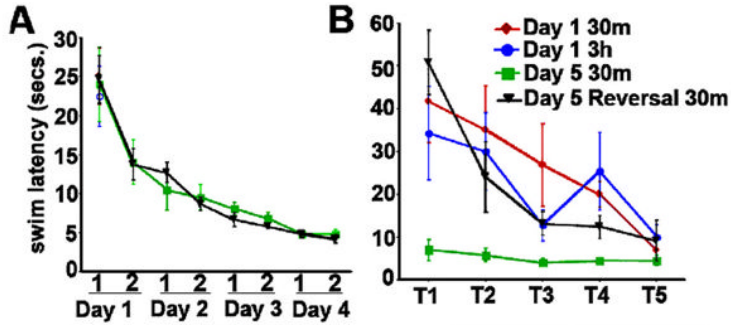 A
swim latency (secs.)
30
25
20
15
10
5
0
1 2 1 2 1 2 1 2
Day 1 Day 2 Day 3 Day 4
B
Day 1 30m
Day 1 3h
Day 5 30m
Day 5 Reversal 30m
60
50
40
30
20
10
0
T1 T2 T3 T4 T5